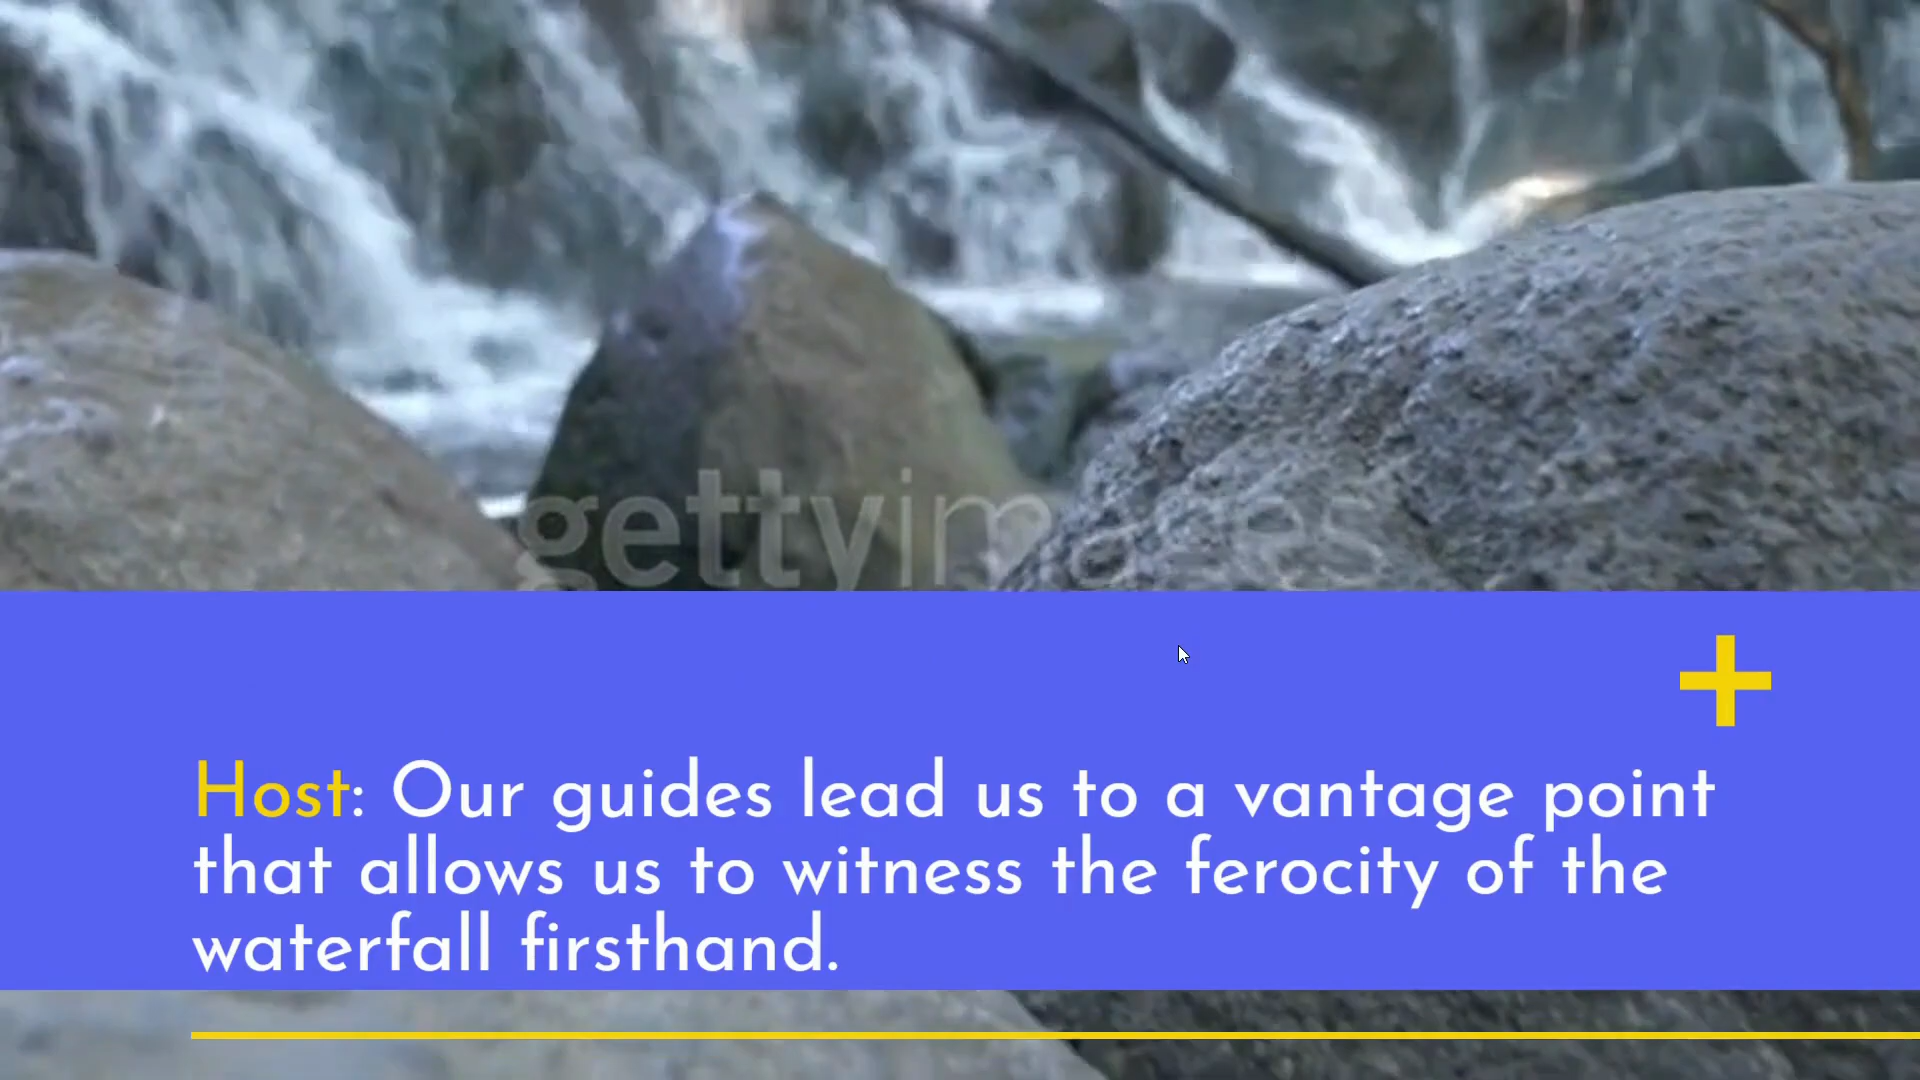 gettyimages
Host: Our guides lead us to a vantage point
that allows us to witness the ferocity of the
waterfall firsthand.